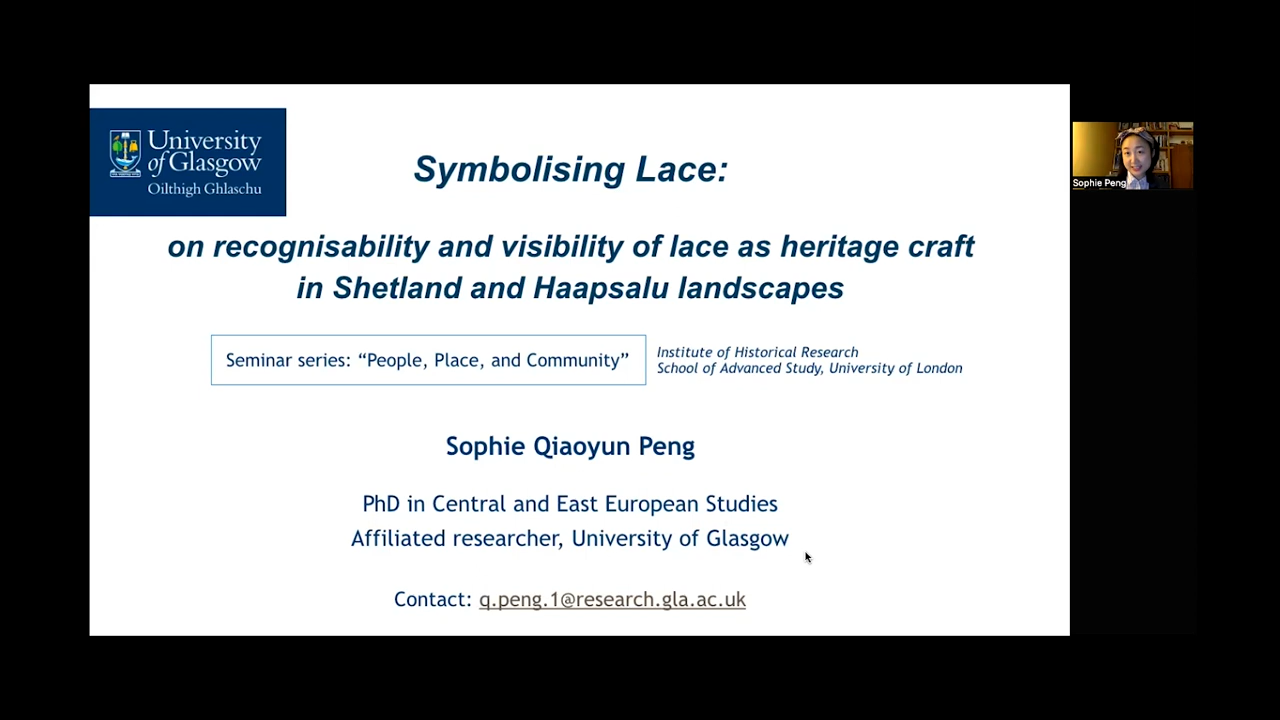 University
of Glasgow
Oilthigh Ghlaschu
Symbolising Lace:
on recognisability and visibility of lace as heritage craft
in Shetland and Haapsalu landscapes
Seminar series: “People, Place, and Community”
Institute of Historical Research
School of Advanced Study, University of London
Sophie Qiaoyun Peng
PhD in Central and East European Studies
Affiliated researcher, University of Glasgow
Contact: q.peng.1@research.gla.ac.uk
Sophie Peng